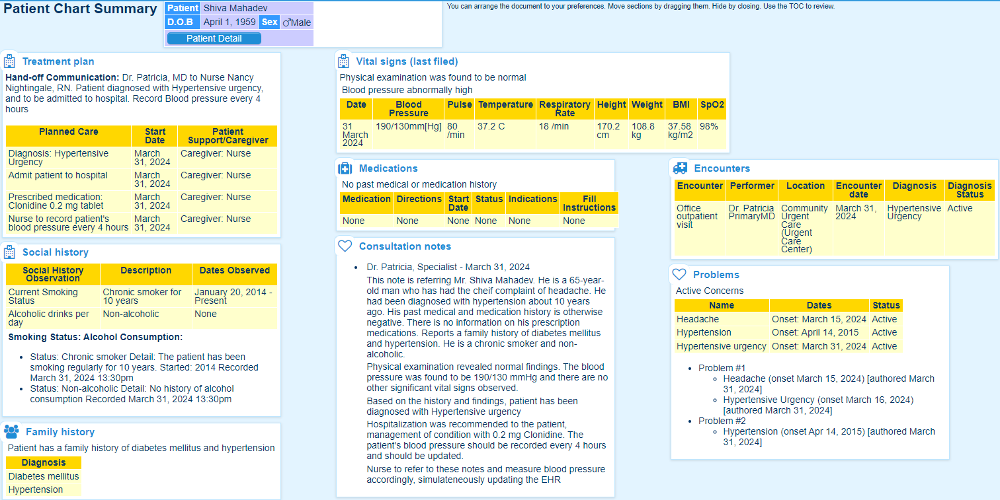 Patient Chart Summary
Patient Shiva Mahadev
D.O.B April 1, 1959 Sex ♂Male
Patient Detail
You can arrange the document to your preferences. Move sections by dragging them. Hide by closing. Use the TOC to review.
Treatment plan
Hand-off Communication: Dr. Patricia, MD to Nurse Nancy
Nightingale, RN. Patient diagnosed with Hypertensive urgency,
and to be admitted to hospital. Record Blood pressure every 4
hours
Planned Care Start Date Patient Support/Caregiver
Diagnosis: Hypertensive Urgency March 31, 2024 Caregiver: Nurse
Admit patient to hospital March 31, 2024 Caregiver: Nurse
Prescribed medication: Clonidine 0.2 mg tablet March 31, 2024 Caregiver: Nurse
Nurse to record patient's blood pressure every 4 hours March 31, 2024 Caregiver: Nurse
Social history
Social History Observation Description Dates Observed
Current Smoking Status Chronic smoker for 10 years January 20, 2014 - Present
Alcoholic drinks per day Non-alcoholic None
Smoking Status: Alcohol Consumption:
• Status: Chronic smoker Detail: The patient has been
smoking regularly for 10 years. Started: 2014 Recorded
March 31, 2024 13:30pm
• Status: Non-alcoholic Detail: No history of alcohol
consumption Recorded March 31, 2024 13:30pm
Family history
Patient has a family history of diabetes mellitus and hypertension
Diagnosis
Diabetes mellitus
Hypertension
Vital signs (last filed)
Physical examination was found to be normal
Blood pressure abnormally high
Date Blood Pressure Pulse Temperature Respiratory Rate Height Weight BMI SpO2
31 March 2024 190/130mm[Hg] 80 /min 37.2 C 18 /min 170.2 cm 108.8 kg 37.58 kg/m2 98%
Medications
No past medical or medication history
Medication Directions Start Date Status Indications Fill Instructions
None None None None None None
Consultation notes
• Dr. Patricia, Specialist - March 31, 2024
This note is referring Mr. Shiva Mahadev. He is a 65-year-
old man who has had the cheif complaint of headache. He
had been diagnosed with hypertension about 10 years
ago. His past medical and medication history is otherwise
negative. There is no information on his prescription
medications. Reports a family history of diabetes mellitus
and hypertension. He is a chronic smoker and non-
alcoholic.
Physical examination revealed normal findings. The blood
pressure was found to be 190/130 mmHg and there are no
other significant vital signs observed.
Based on the history and findings, patient has been
diagnosed with Hypertensive urgency
Hospitalization was recommended to the patient,
management of condition with 0.2 mg Clonidine. The
patient's blood pressure should be recorded every 4 hours
and should be updated.
Nurse to refer to these notes and measure blood pressure
accordingly, simulateneously updating the EHR
Encounters
Encounter Performer Location Encounter date Diagnosis Diagnosis Status
Office outpatient visit Dr. Patricia PrimaryMD Community Urgent Care (Urgent Care Center) March 31, 2024 Hypertensive Urgency Active
Problems
Active Concerns
Name Dates Status
Headache Onset: March 15, 2024 Active
Hypertension Onset: April 14, 2015 Active
Hypertensive urgency Onset: March 31, 2024 Active
• Problem #1
◦ Headache (onset March 15, 2024) [authored March
31, 2024]
◦ Hypertensive Urgency (onset March 16, 2024)
[authored March 31, 2024]
• Problem #2
◦ Hypertension (onset Apr 14, 2015) [authored March
31, 2024]